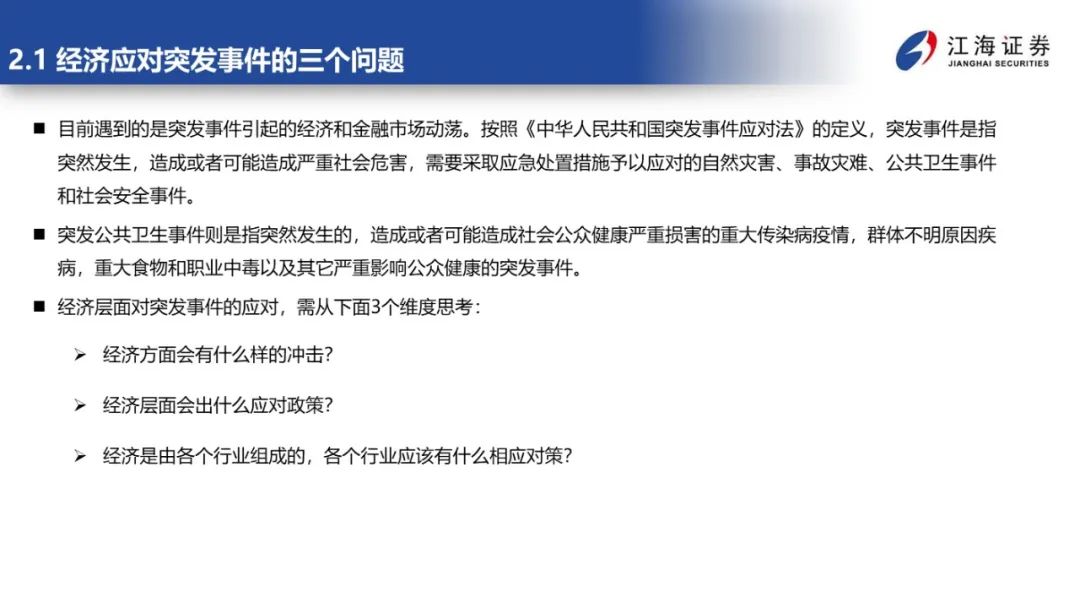 2.1 经济应对突发事件的三个问题
江海证券
JIANGHAI SECURITIES
■ 目前遇到的是突发事件引起的经济和金融市场动荡。按照《中华人民共和国突发事件应对法》的定义，突发事件是指
突然发生，造成或者可能造成严重社会危害，需要采取应急处置措施予以应对的自然灾害、事故灾难、公共卫生事件
和社会安全事件。
■ 突发公共卫生事件则是指突然发生的，造成或者可能造成社会公众健康严重损害的重大传染病疫情，群体不明原因疾
病，重大食物和职业中毒以及其它严重影响公众健康的突发事件。
■ 经济层面对突发事件的应对，需从下面3个维度思考：
➢ 经济方面会有什么样的冲击？
➢ 经济层面会出什么应对政策？
➢ 经济是由各个行业组成的，各个行业应该有什么相应对策？